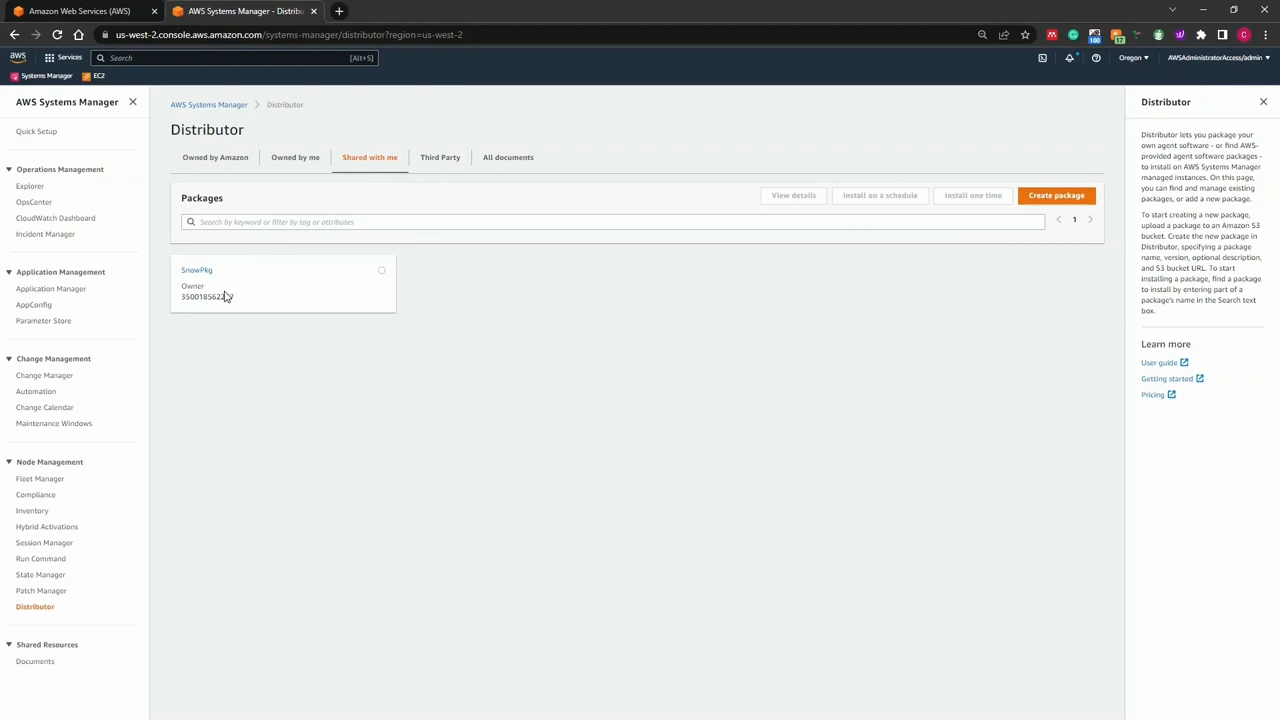 Amazon Web Services (AWS)
AWS Systems Manager - Distribu
us-west-2.console.aws.amazon.com/systems-manager/distributor?region=us-west-2
100
17
C
aws
Services
Search
[Alt+S]
Oregon
AWSAdministratorAccess/admin
Systems Manager
EC2
AWS Systems Manager
Quick Setup
Operations Management
Explorer
OpsCenter
CloudWatch Dashboard
Incident Manager
Application Management
Application Manager
AppConfig
Parameter Store
Change Management
Change Manager
Automation
Change Calendar
Maintenance Windows
Node Management
Fleet Manager
Compliance
Inventory
Hybrid Activations
Session Manager
Run Command
State Manager
Patch Manager
Distributor
Shared Resources
Documents
AWS Systems Manager
Distributor
Distributor
Owned by Amazon
Owned by me
Shared with me
Third Party
All documents
Packages
View details
Install on a schedule
Install one time
Create package
Search by keyword or filter by tag or attributes
1
SnowPkg
Owner
Distributor
Distributor lets you package your
own agent software - or find AWS-
provided agent software packages -
to install on AWS Systems Manager
managed instances. On this page,
you can find and manage existing
packages, or add a new package.
To start creating a new package,
upload a package to an Amazon S3
bucket. Create the new package in
Distributor, specifying a package
name, version, optional description,
and S3 bucket URL. To start
installing a package, find a package
to install by entering part of a
package's name in the Search text
box.
Learn more
User guide
Getting started
Pricing